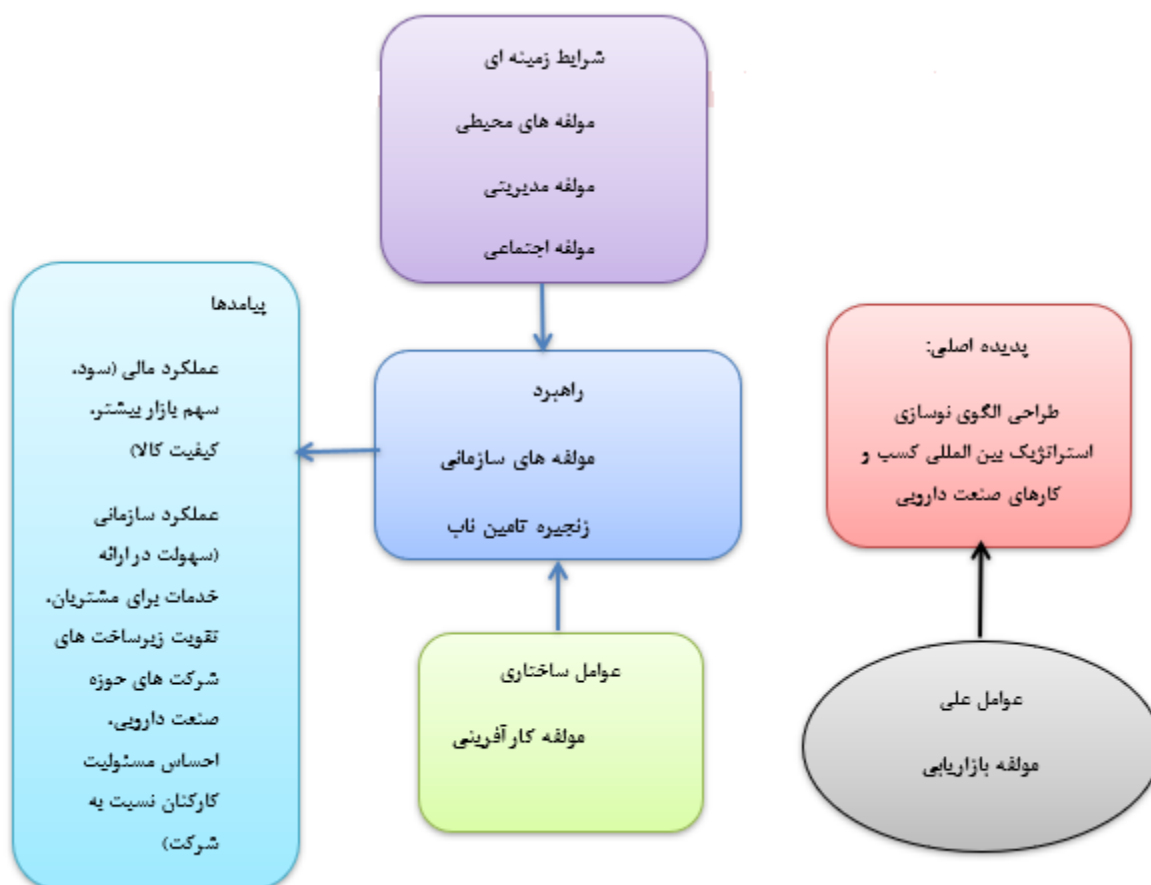 شرایط زمینه ای
مولفه های محیطی
مولفه مدیریتی
مولفه اجتماعی
پدیده اصلی:
طراحی الگوی نوسازی
استراتژیک بین المللی کسب و
کارهای صنعت دارویی
عوامل علی
مولفه بازاریابی
راهبرد
مولفه های سازمانی
زنجیره تامین ناب
عوامل ساختاری
مولفه کارآفرینی
پیامدها
عملکرد مالی (سود،
سهم بازار بیشتر،
کیفیت کالا)
عملکرد سازمانی
(سهولت در ارائه
خدمات برای مشتریان،
تقویت زیرساخت های
شرکت های حوزه
صنعت دارویی،
احساس مسئولیت
کارکنان نسبت به
شرکت)